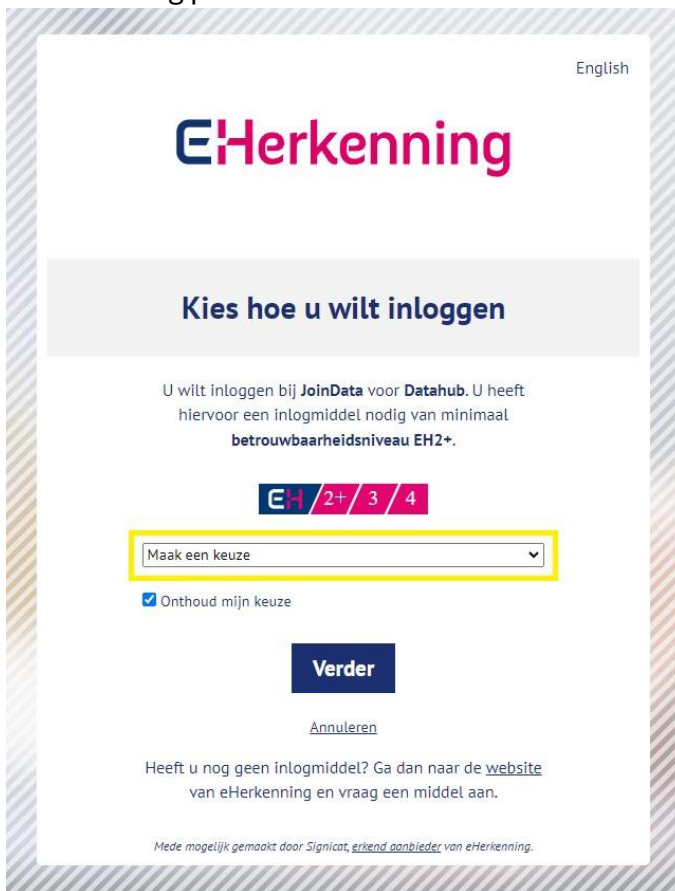 English
EHerkenning
Kies hoe u wilt inloggen
U wilt inloggen bij JoinData voor Datahub. U heeft
hiervoor een inlogmiddel nodig van minimaal
betrouwbaarheidsniveau EH2+.
EH 2+ 3 4
Maak een keuze
Onthoud mijn keuze
Verder
Annuleren
Heeft u nog geen inlogmiddel? Ga dan naar de website
van eHerkenning en vraag een middel aan.
Mede mogelijk gemaakt door Signicat, erkend aanbieder van eHerkenning.